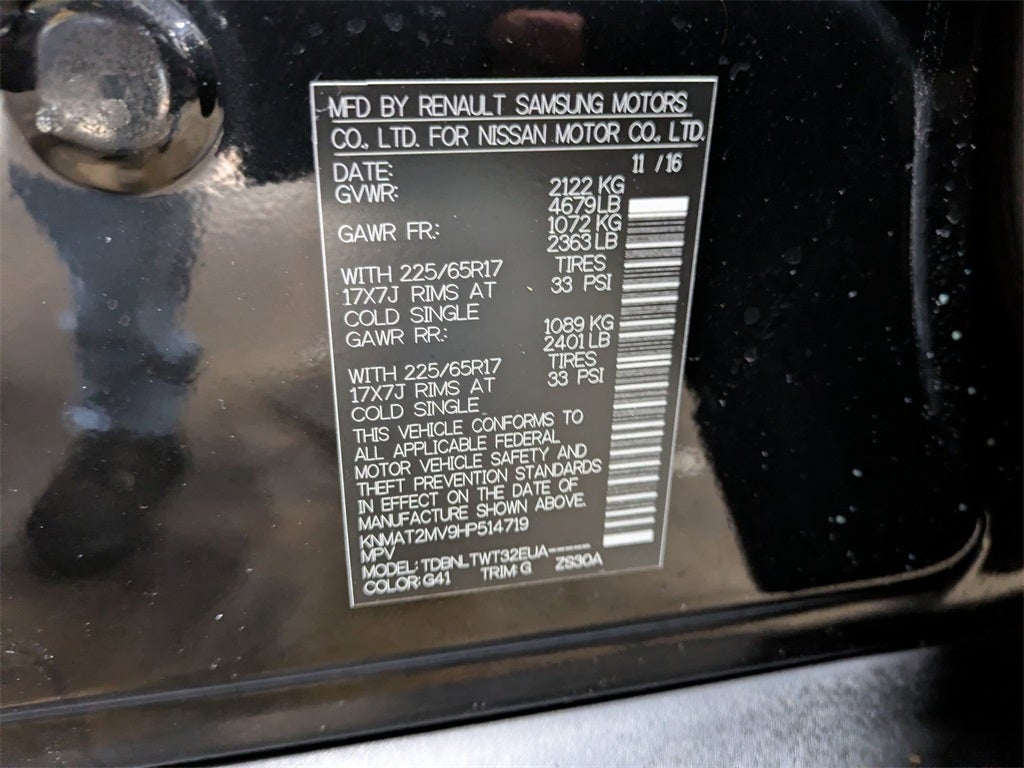 MFD BY RENAULT SAMSUNG MOTORS
CO., LTD. FOR NISSAN MOTOR CO., LTD.
DATE: 11 / 16
GVWR: 2122 KG
4679 LB
GAWR FR: 1072 KG
2363 LB
WITH 225/65R17 TIRES
17X7J RIMS AT 33 PSI
COLD SINGLE
GAWR RR: 1089 KG
2401 LB
WITH 225/65R17 TIRES
17X7J RIMS AT 33 PSI
COLD SINGLE
THIS VEHICLE CONFORMS TO
ALL APPLICABLE FEDERAL
MOTOR VEHICLE SAFETY AND
THEFT PREVENTION STANDARDS
IN EFFECT ON THE DATE OF
MANUFACTURE SHOWN ABOVE.
KNMAT2MV9HP514719
MPV
MODEL: TDBNLTWT32EUA-----
COLOR: G41 TRIM: G ZS30A